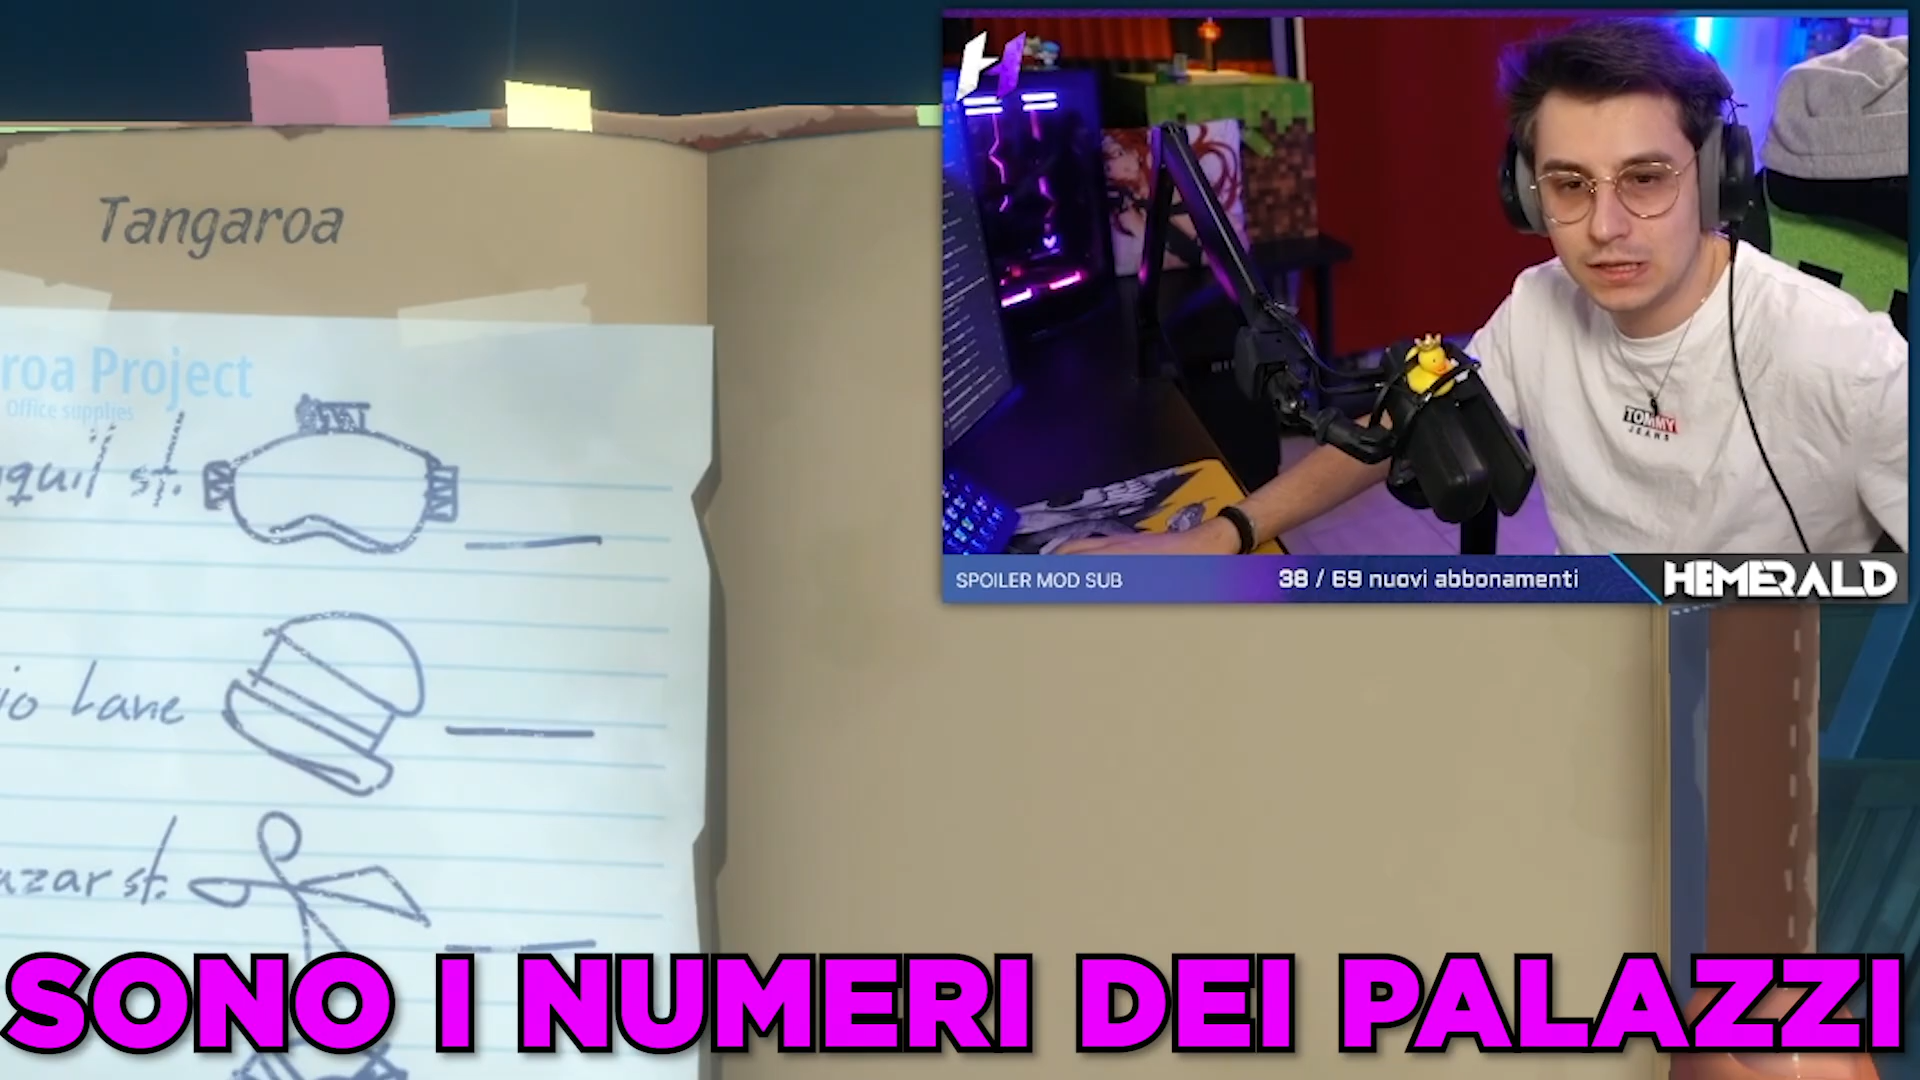 Tangaroa
roa Project
Office supplies
quil st.
io Lane
azar st.
TOMMY
JEANS
SPOILER MOD SUB
38 / 69 nuovi abbonamenti
HEMERALD
SONO I NUMERI DEI PALAZZI